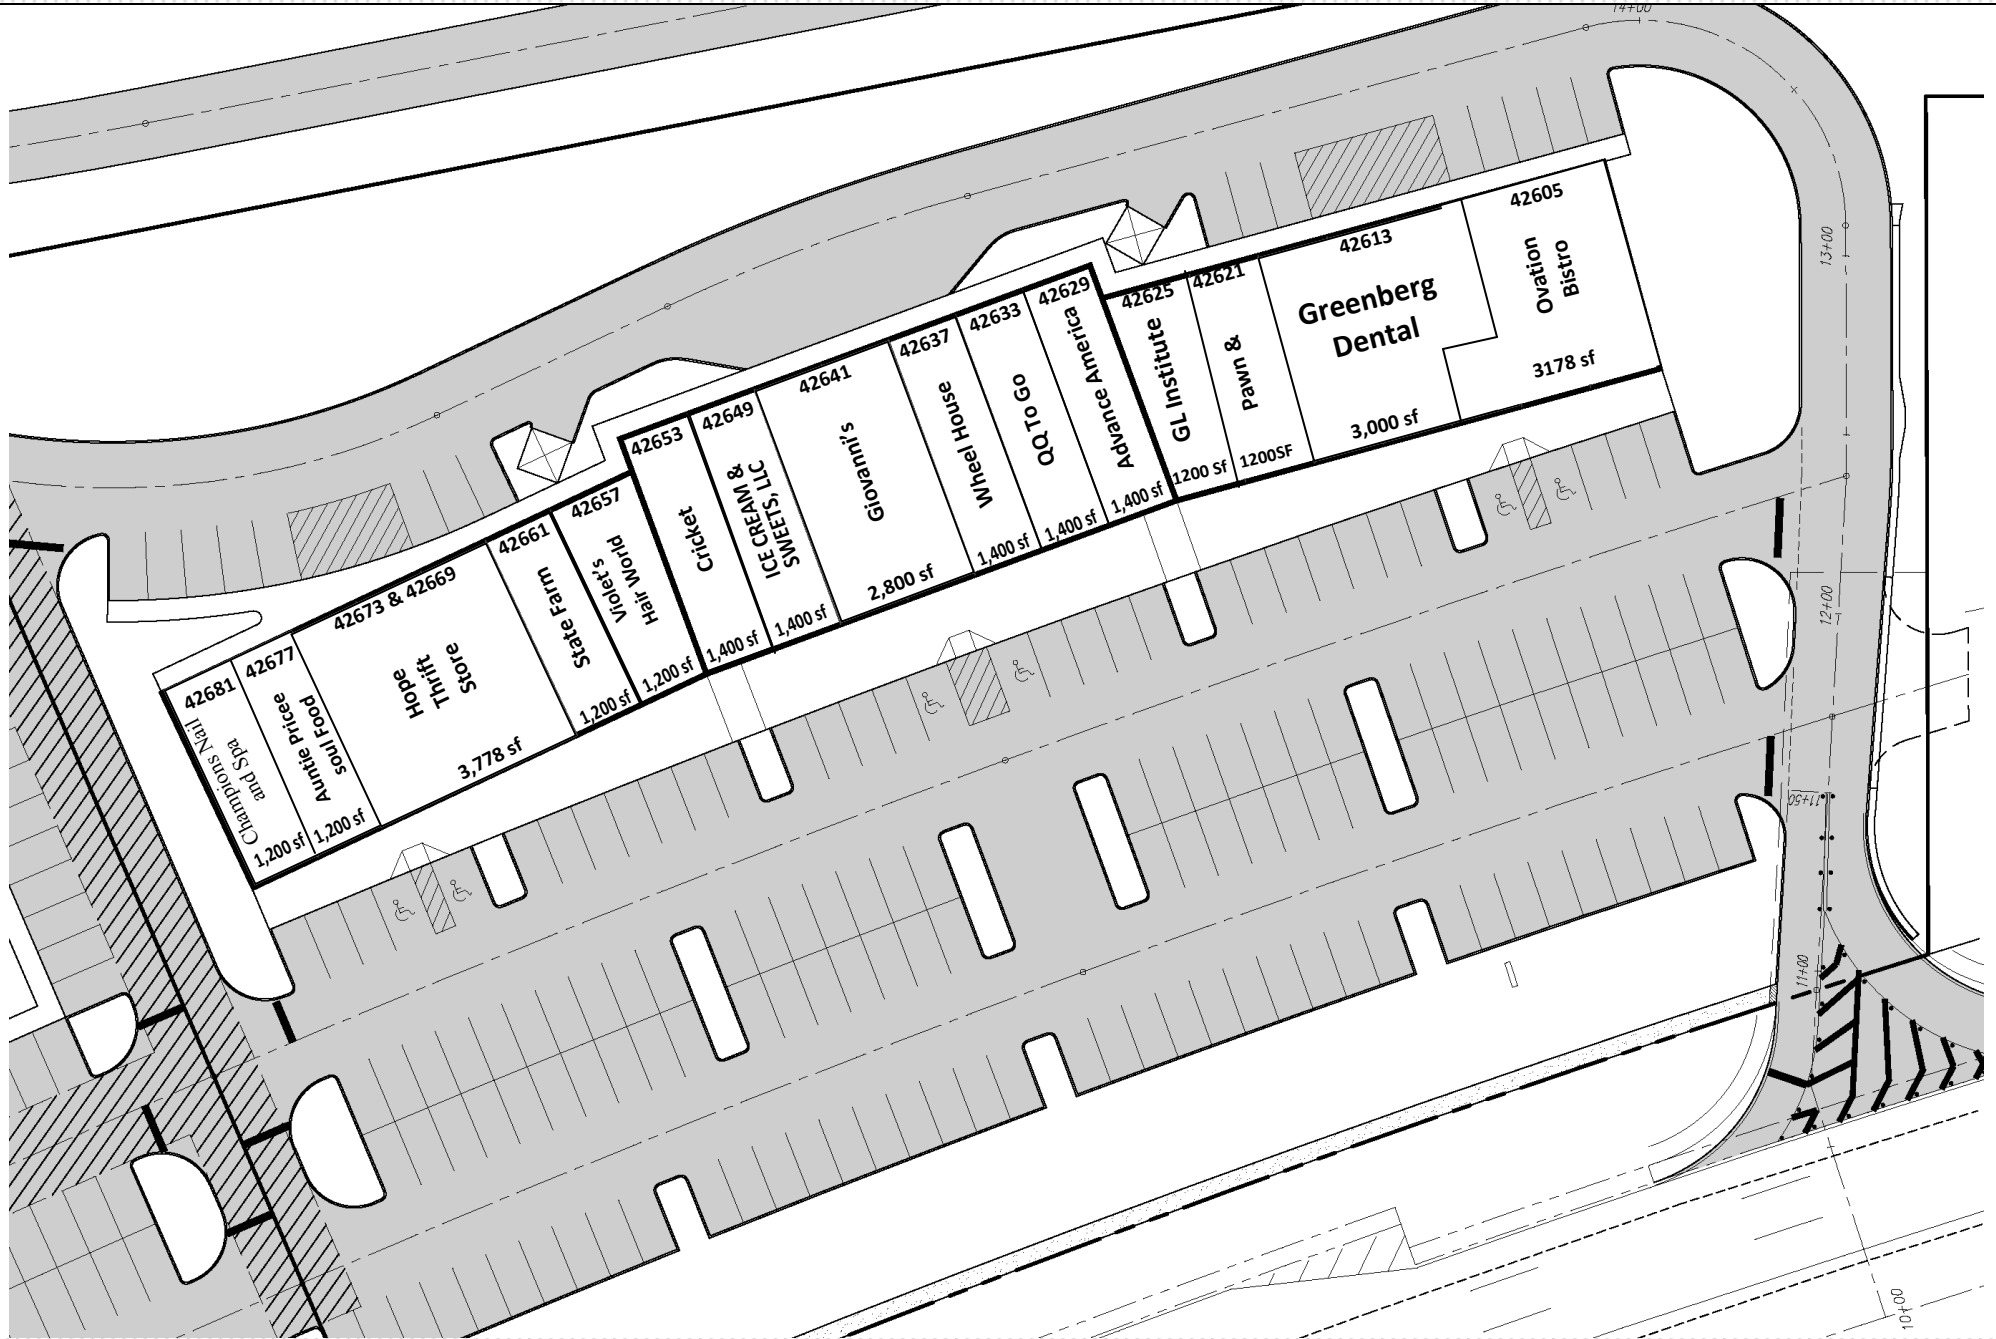 14+00
42681
Champions Nail
and Spa
1,200 sf
42677
Auntie Pricee
soul Food
1,200 sf
42673 & 42669
Hope
Thrift
Store
3,778 sf
42661
State Farm
1,200 sf
42657
Violet's
Hair World
1,200 sf
42653
Cricket
1,400 sf
42649
ICE CREAM &
SWEETS, LLC
1,400 sf
42641
Giovanni's
2,800 sf
42637
Wheel House
1,400 sf
42633
QQ To Go
1,400 sf
42629
Advance America
1,400 sf
42625
GL Institute
1200 Sf
42621
Pawn &
1200SF
42613
Greenberg
Dental
3,000 sf
42605
Ovation
Bistro
3178 sf
13+00
12+00
11+50
11+00
10+00